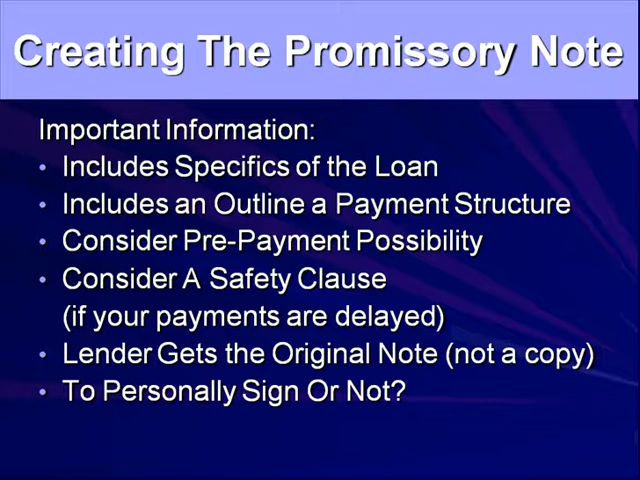 Creating The Promissory Note
Important Information:
• Includes Specifics of the Loan
• Includes an Outline a Payment Structure
• Consider Pre-Payment Possibility
• Consider A Safety Clause
(if your payments are delayed)
• Lender Gets the Original Note (not a copy)
• To Personally Sign Or Not?